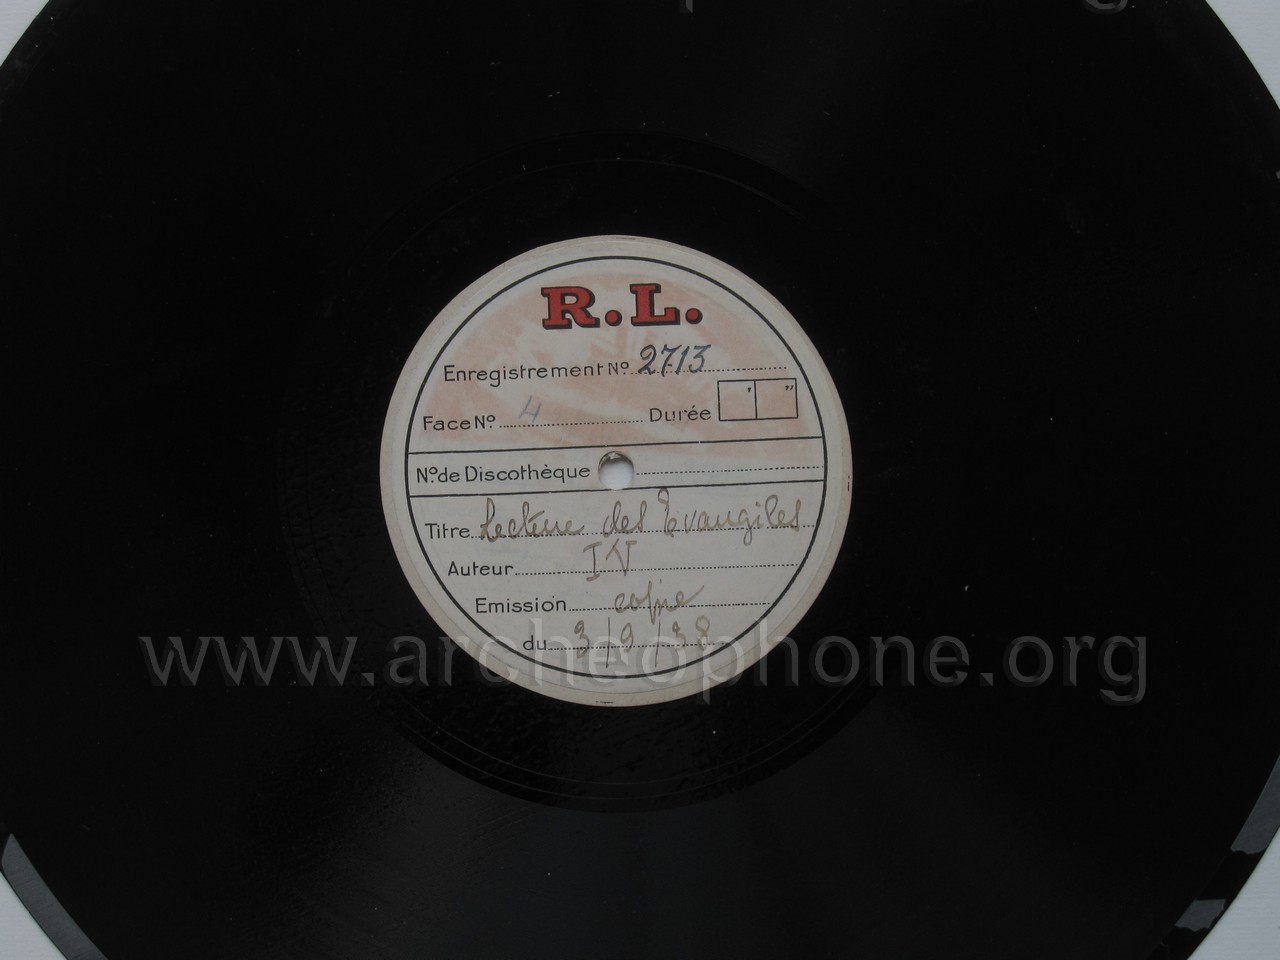 R.L.
Enregistrement Nº 2713
Face Nº 4 Durée ' "
Nº de Discothèque
Titre Lecture des Evangiles
Auteur IV
Emission copie
du 3/9/38
www.archeophone.org